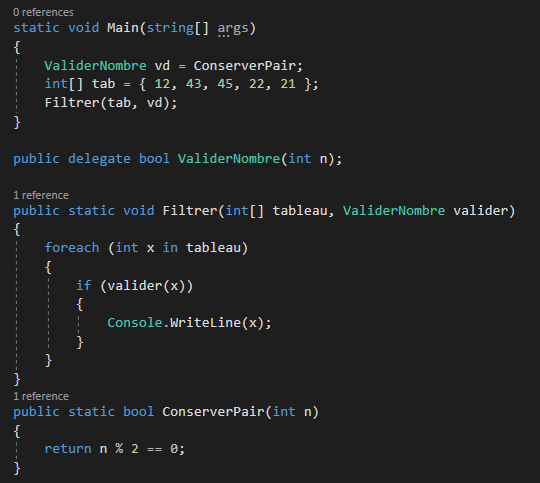 0 references
static void Main(string[] args)
{
    ValiderNombre vd = ConserverPair;
    int[] tab = { 12, 43, 45, 22, 21 };
    Filtrer(tab, vd);
}

public delegate bool ValiderNombre(int n);

1 reference
public static void Filtrer(int[] tableau, ValiderNombre valider)
{
    foreach (int x in tableau)
    {
        if (valider(x))
        {
            Console.WriteLine(x);
        }
    }
}
1 reference
public static bool ConserverPair(int n)
{
    return n % 2 == 0;
}